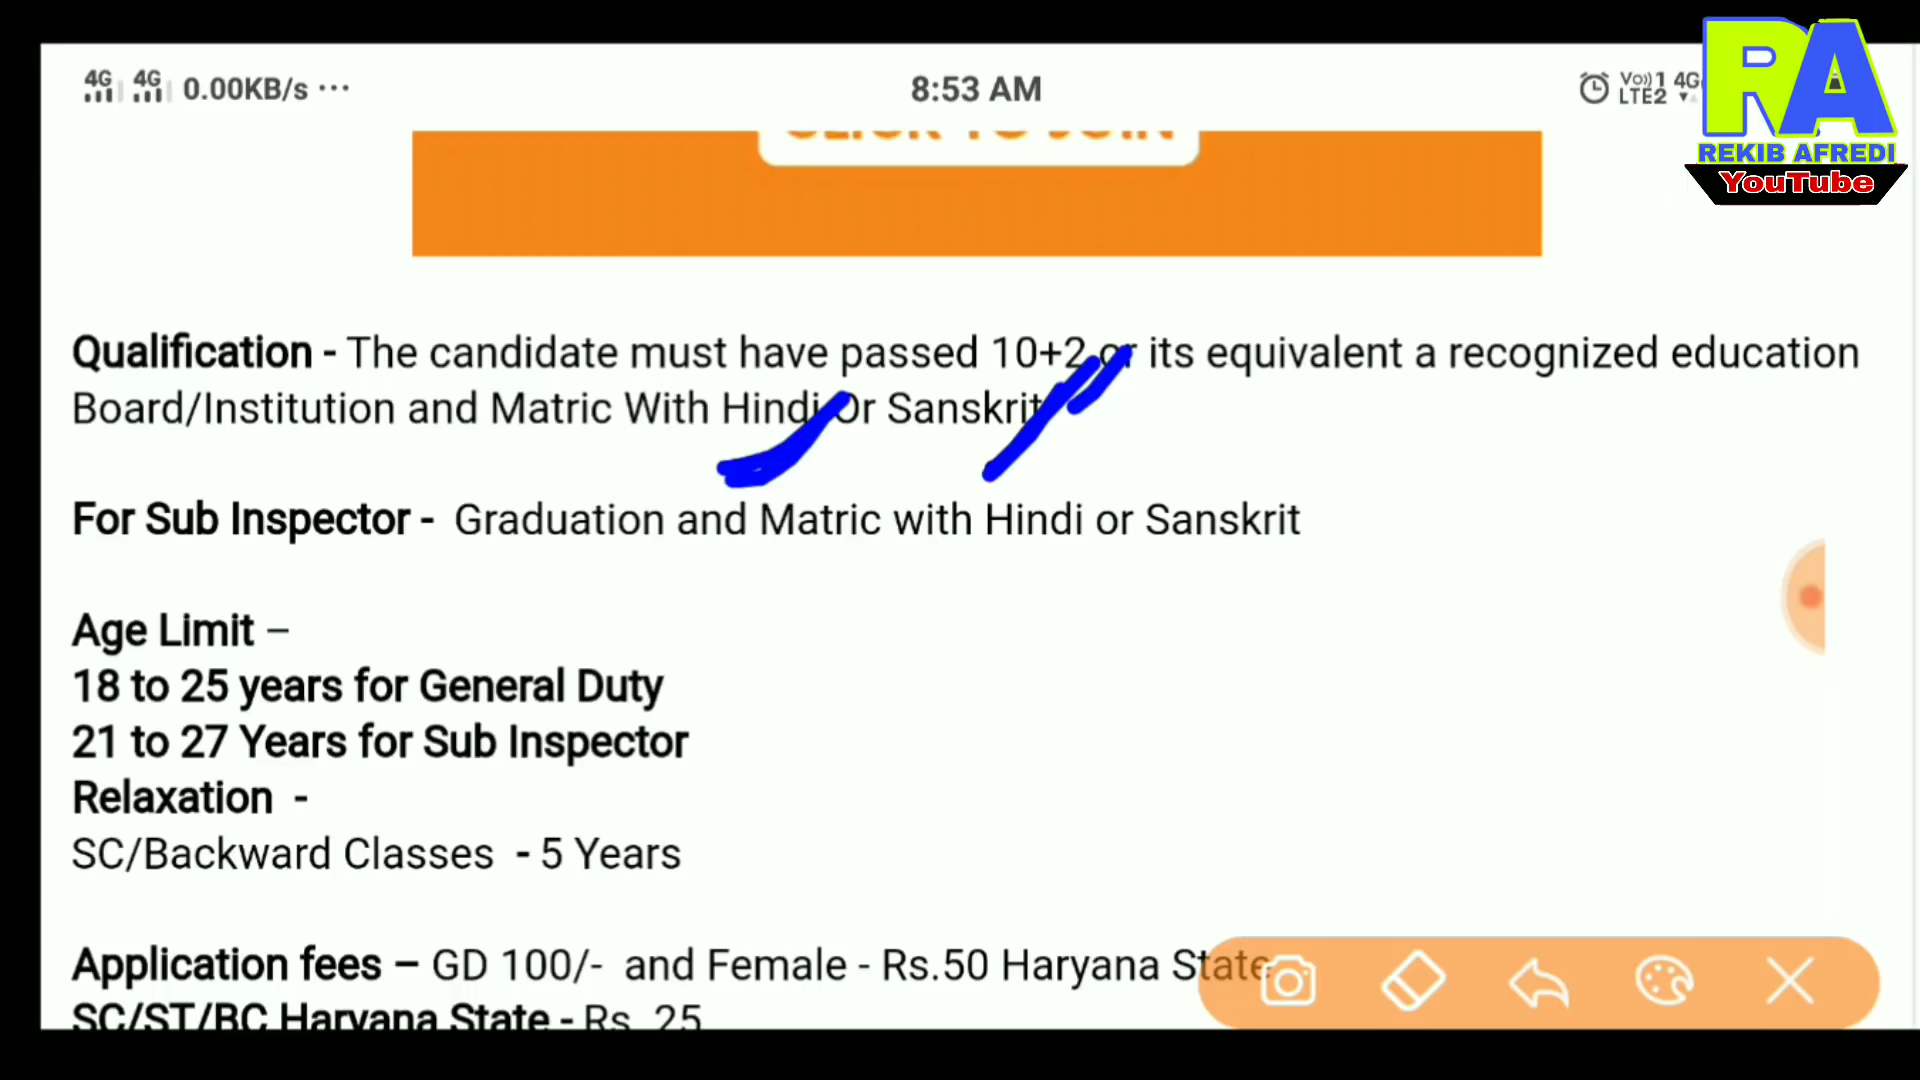 4G 4G 0.00KB/s ...
8:53 AM
Vo)) 1 4G
LTE2
RA
REKIB AFREDI
YouTube
CLICK TO JOIN
Qualification - The candidate must have passed 10+2 or its equivalent a recognized education
Board/Institution and Matric With Hindi Or Sanskrit
For Sub Inspector - Graduation and Matric with Hindi or Sanskrit
Age Limit –
18 to 25 years for General Duty
21 to 27 Years for Sub Inspector
Relaxation -
SC/Backward Classes - 5 Years
Application fees – GD 100/- and Female - Rs.50 Haryana State
SC/ST/BC Haryana State - Rs. 25